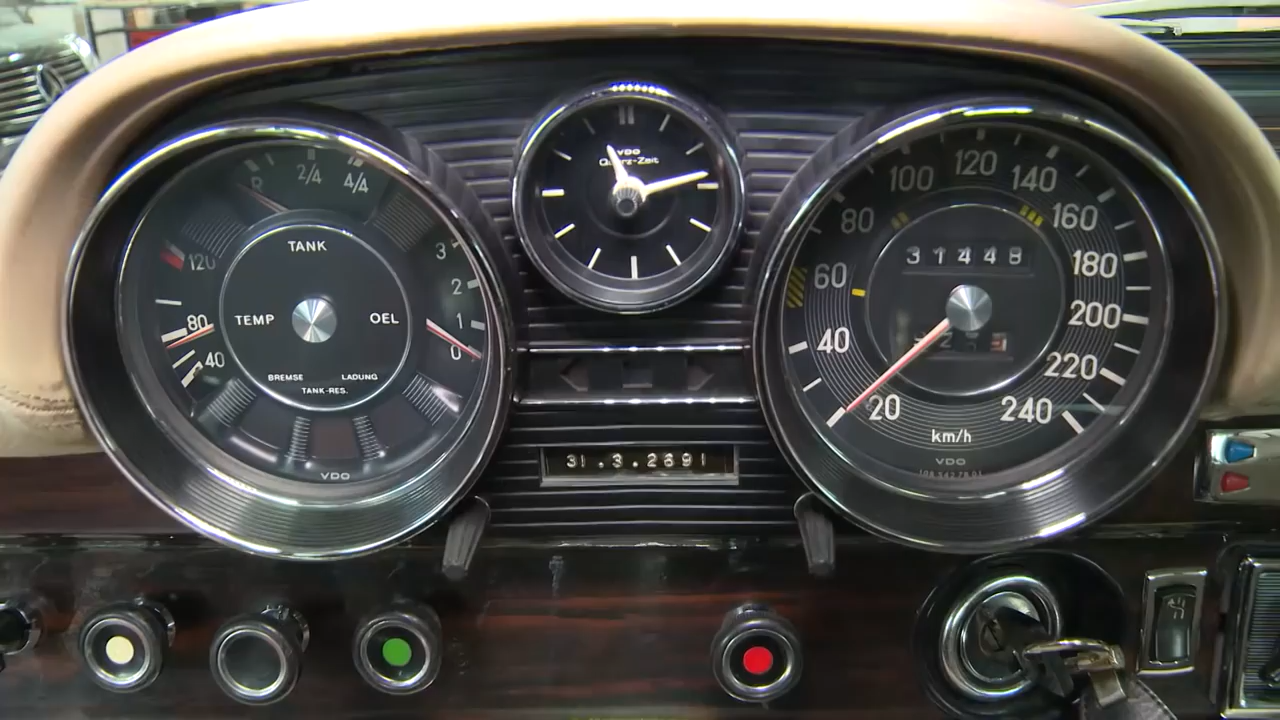 VDO
Quarz-Zeit
R 2/4 4/4
TANK
120
80
40
TEMP
OEL
3
2
1
0
BREMSE LADUNG
TANK-RES.
VDO
31.3.2691
20
40
60
80
100
120
140
160
180
200
220
240
31448
km/h
VDO